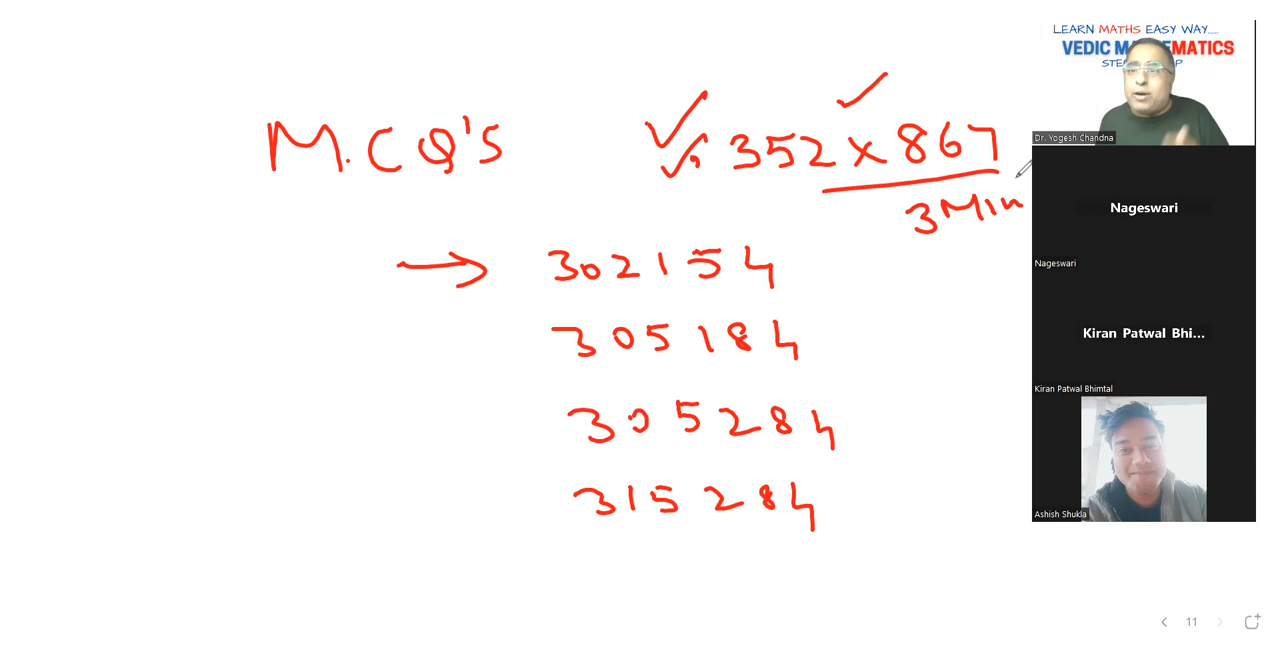 LEARN MATHS EASY WAY.....
VEDIC MATHEMATICS
Dr. Yogesh Chandna
M.CQ'S
352 x 867
3 Min
302154
305184
305284
315284
Nageswari
Nageswari
Kiran Patwal Bhi...
Kiran Patwal Bhimtal
Ashish Shukla
11